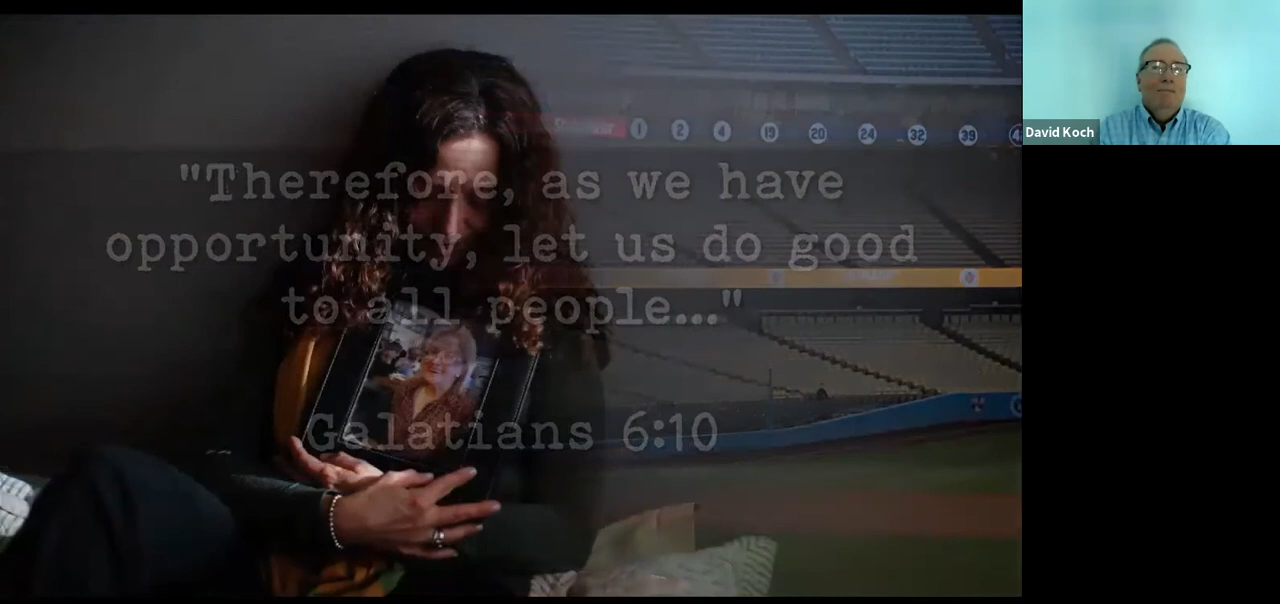 "Therefore, as we have
opportunity, let us do good
to all people..."
Galatians 6:10
1 2 4 19 20 24 32 39
David Koch